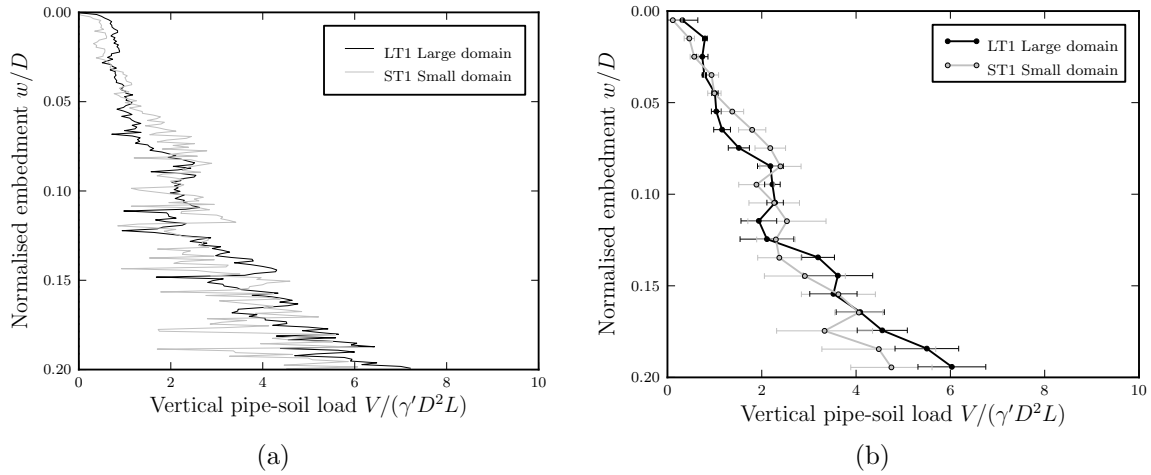 0.00
0.05
0.10
0.15
0.20
Normalised embedment w/D
0 2 4 6 8 10
Vertical pipe-soil load V/(γ′D²L)
LT1 Large domain
ST1 Small domain
(a)
0.00
0.05
0.10
0.15
0.20
Normalised embedment w/D
0 2 4 6 8 10
Vertical pipe-soil load V/(γ′D²L)
LT1 Large domain
ST1 Small domain
(b)